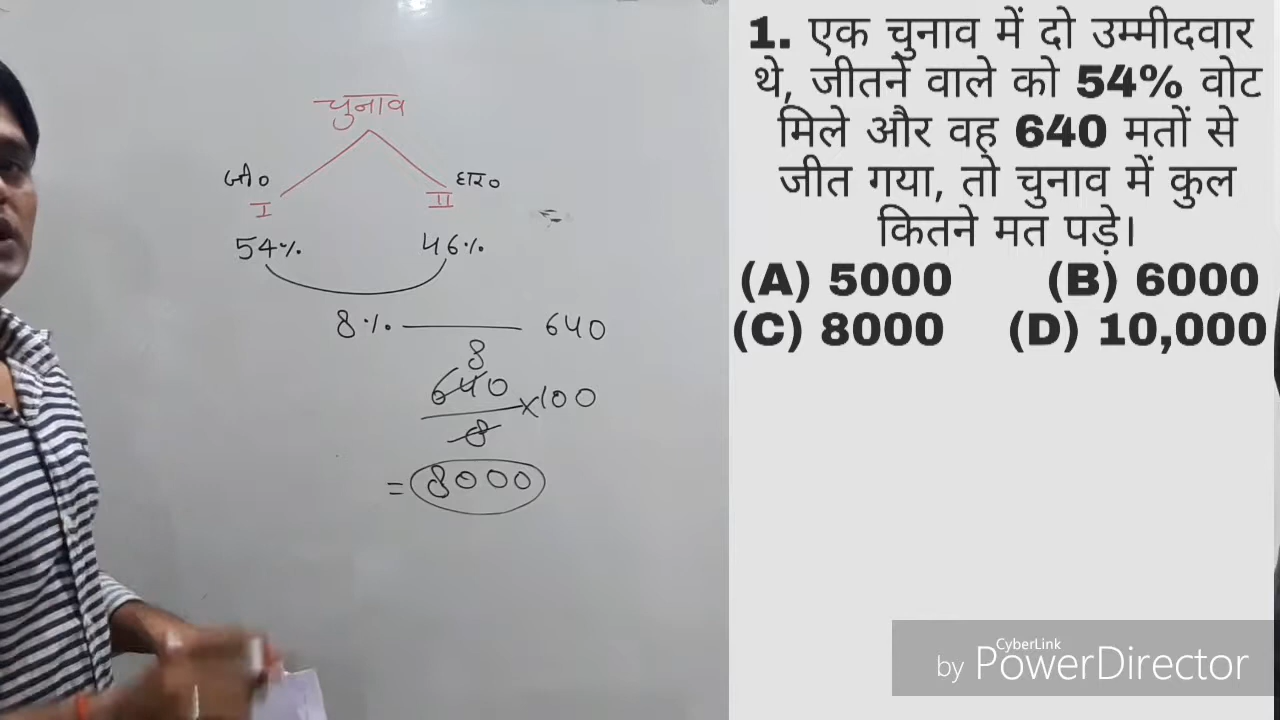 चुनाव
जी० हार०
I II
54% 46%
8% 640
8
640
×100
8
= 8000
1. एक चुनाव में दो उम्मीदवार
थे, जीतने वाले को 54% वोट
मिले और वह 640 मतों से
जीत गया, तो चुनाव में कुल
कितने मत पड़े।
(A) 5000 (B) 6000
(C) 8000 (D) 10,000
CyberLink
by PowerDirector